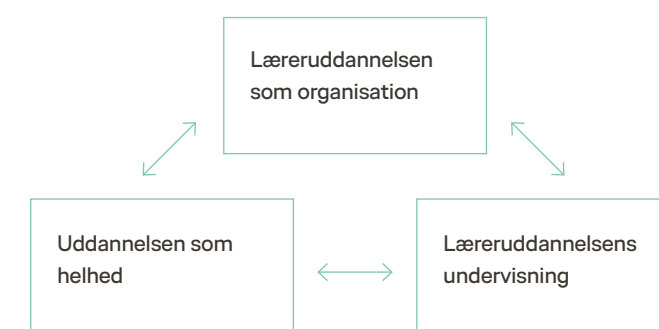 Læreruddannelsen
som organisation
Uddannelsen som
helhed
Læreruddannelsens
undervisning